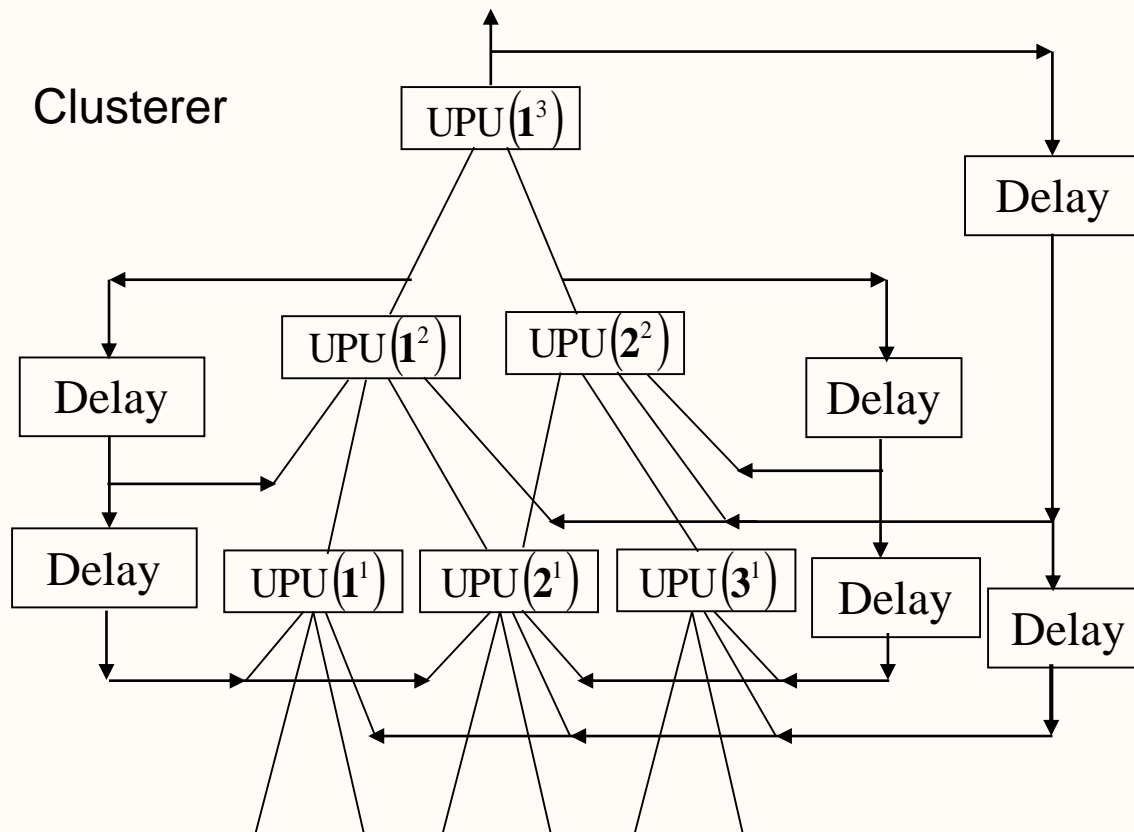 Clusterer
UPU(1³)
Delay
UPU(1²)
UPU(2²)
Delay
Delay
Delay
UPU(1¹)
UPU(2¹)
UPU(3¹)
Delay
Delay